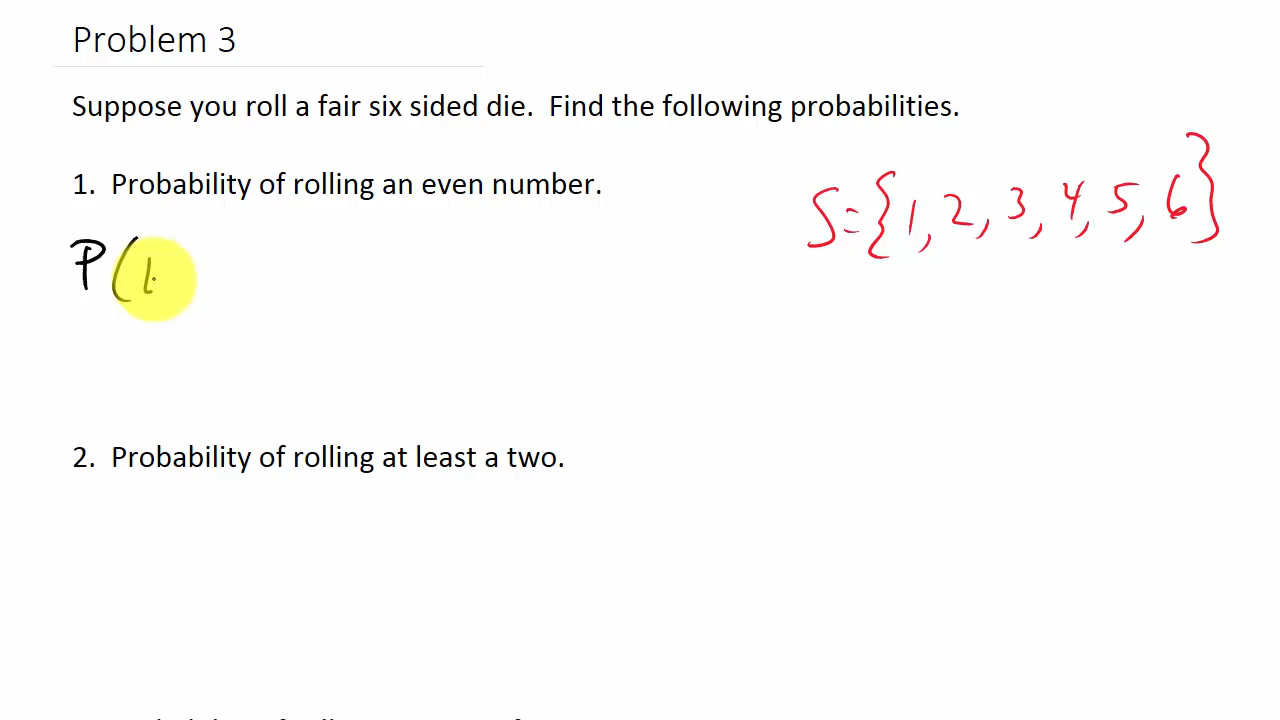 Problem 3
Suppose you roll a fair six sided die. Find the following probabilities.
1. Probability of rolling an even number.
S={1,2,3,4,5,6}
P(
2. Probability of rolling at least a two.